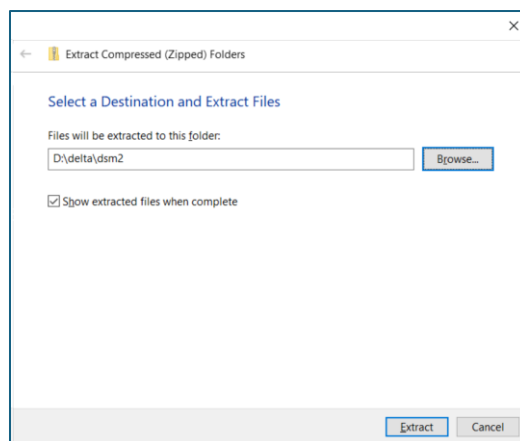 Extract Compressed (Zipped) Folders
Select a Destination and Extract Files
Files will be extracted to this folder:
D:\delta\dsm2
Browse...
Show extracted files when complete
Extract
Cancel